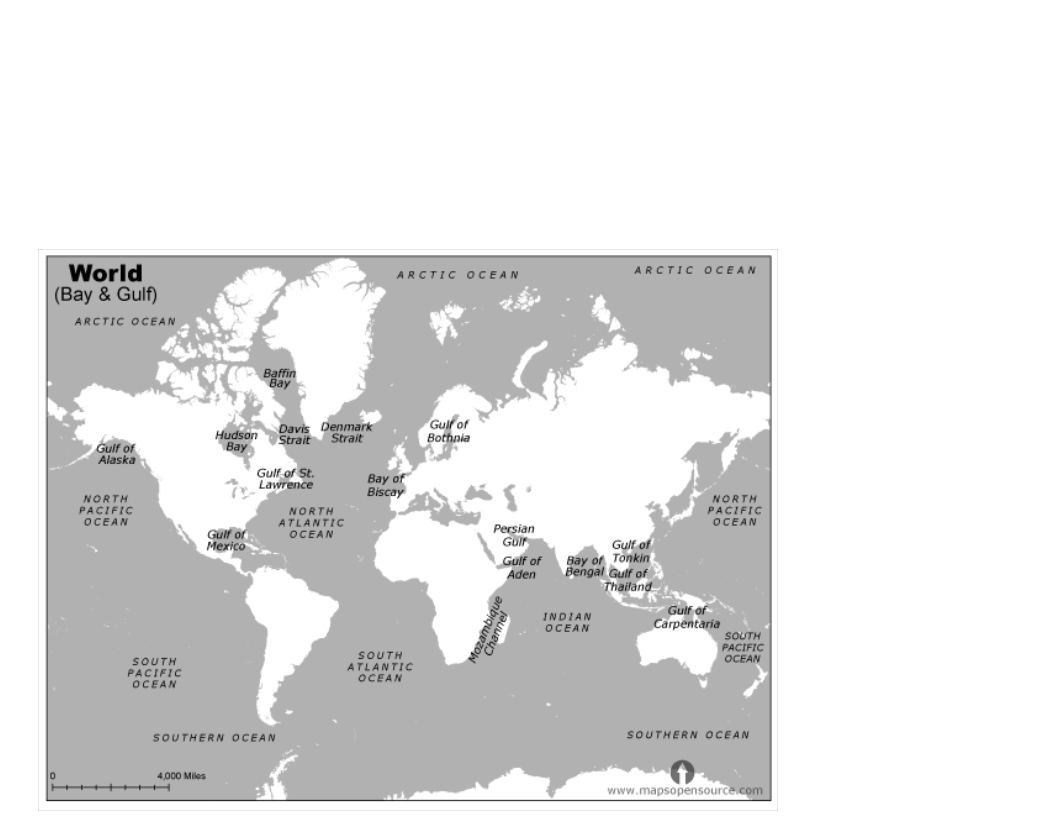 World
(Bay & Gulf)
ARCTIC OCEAN
ARCTIC OCEAN
ARCTIC OCEAN
Baffin
Bay
Hudson
Bay
Davis
Strait
Denmark
Strait
Gulf of
Bothnia
Gulf of
Alaska
Gulf of St.
Lawrence
Bay of
Biscay
NORTH
PACIFIC
OCEAN
NORTH
ATLANTIC
OCEAN
NORTH
PACIFIC
OCEAN
Gulf of
Mexico
Persian
Gulf
Gulf of
Aden
Bay of
Bengal
Gulf of
Tonkin
Gulf of
Thailand
Mozambique
Channel
INDIAN
OCEAN
Gulf of
Carpentaria
SOUTH
PACIFIC
OCEAN
SOUTH
ATLANTIC
OCEAN
SOUTH
PACIFIC
OCEAN
SOUTHERN OCEAN
SOUTHERN OCEAN
0 4,000 Miles
www.mapsopensource.com